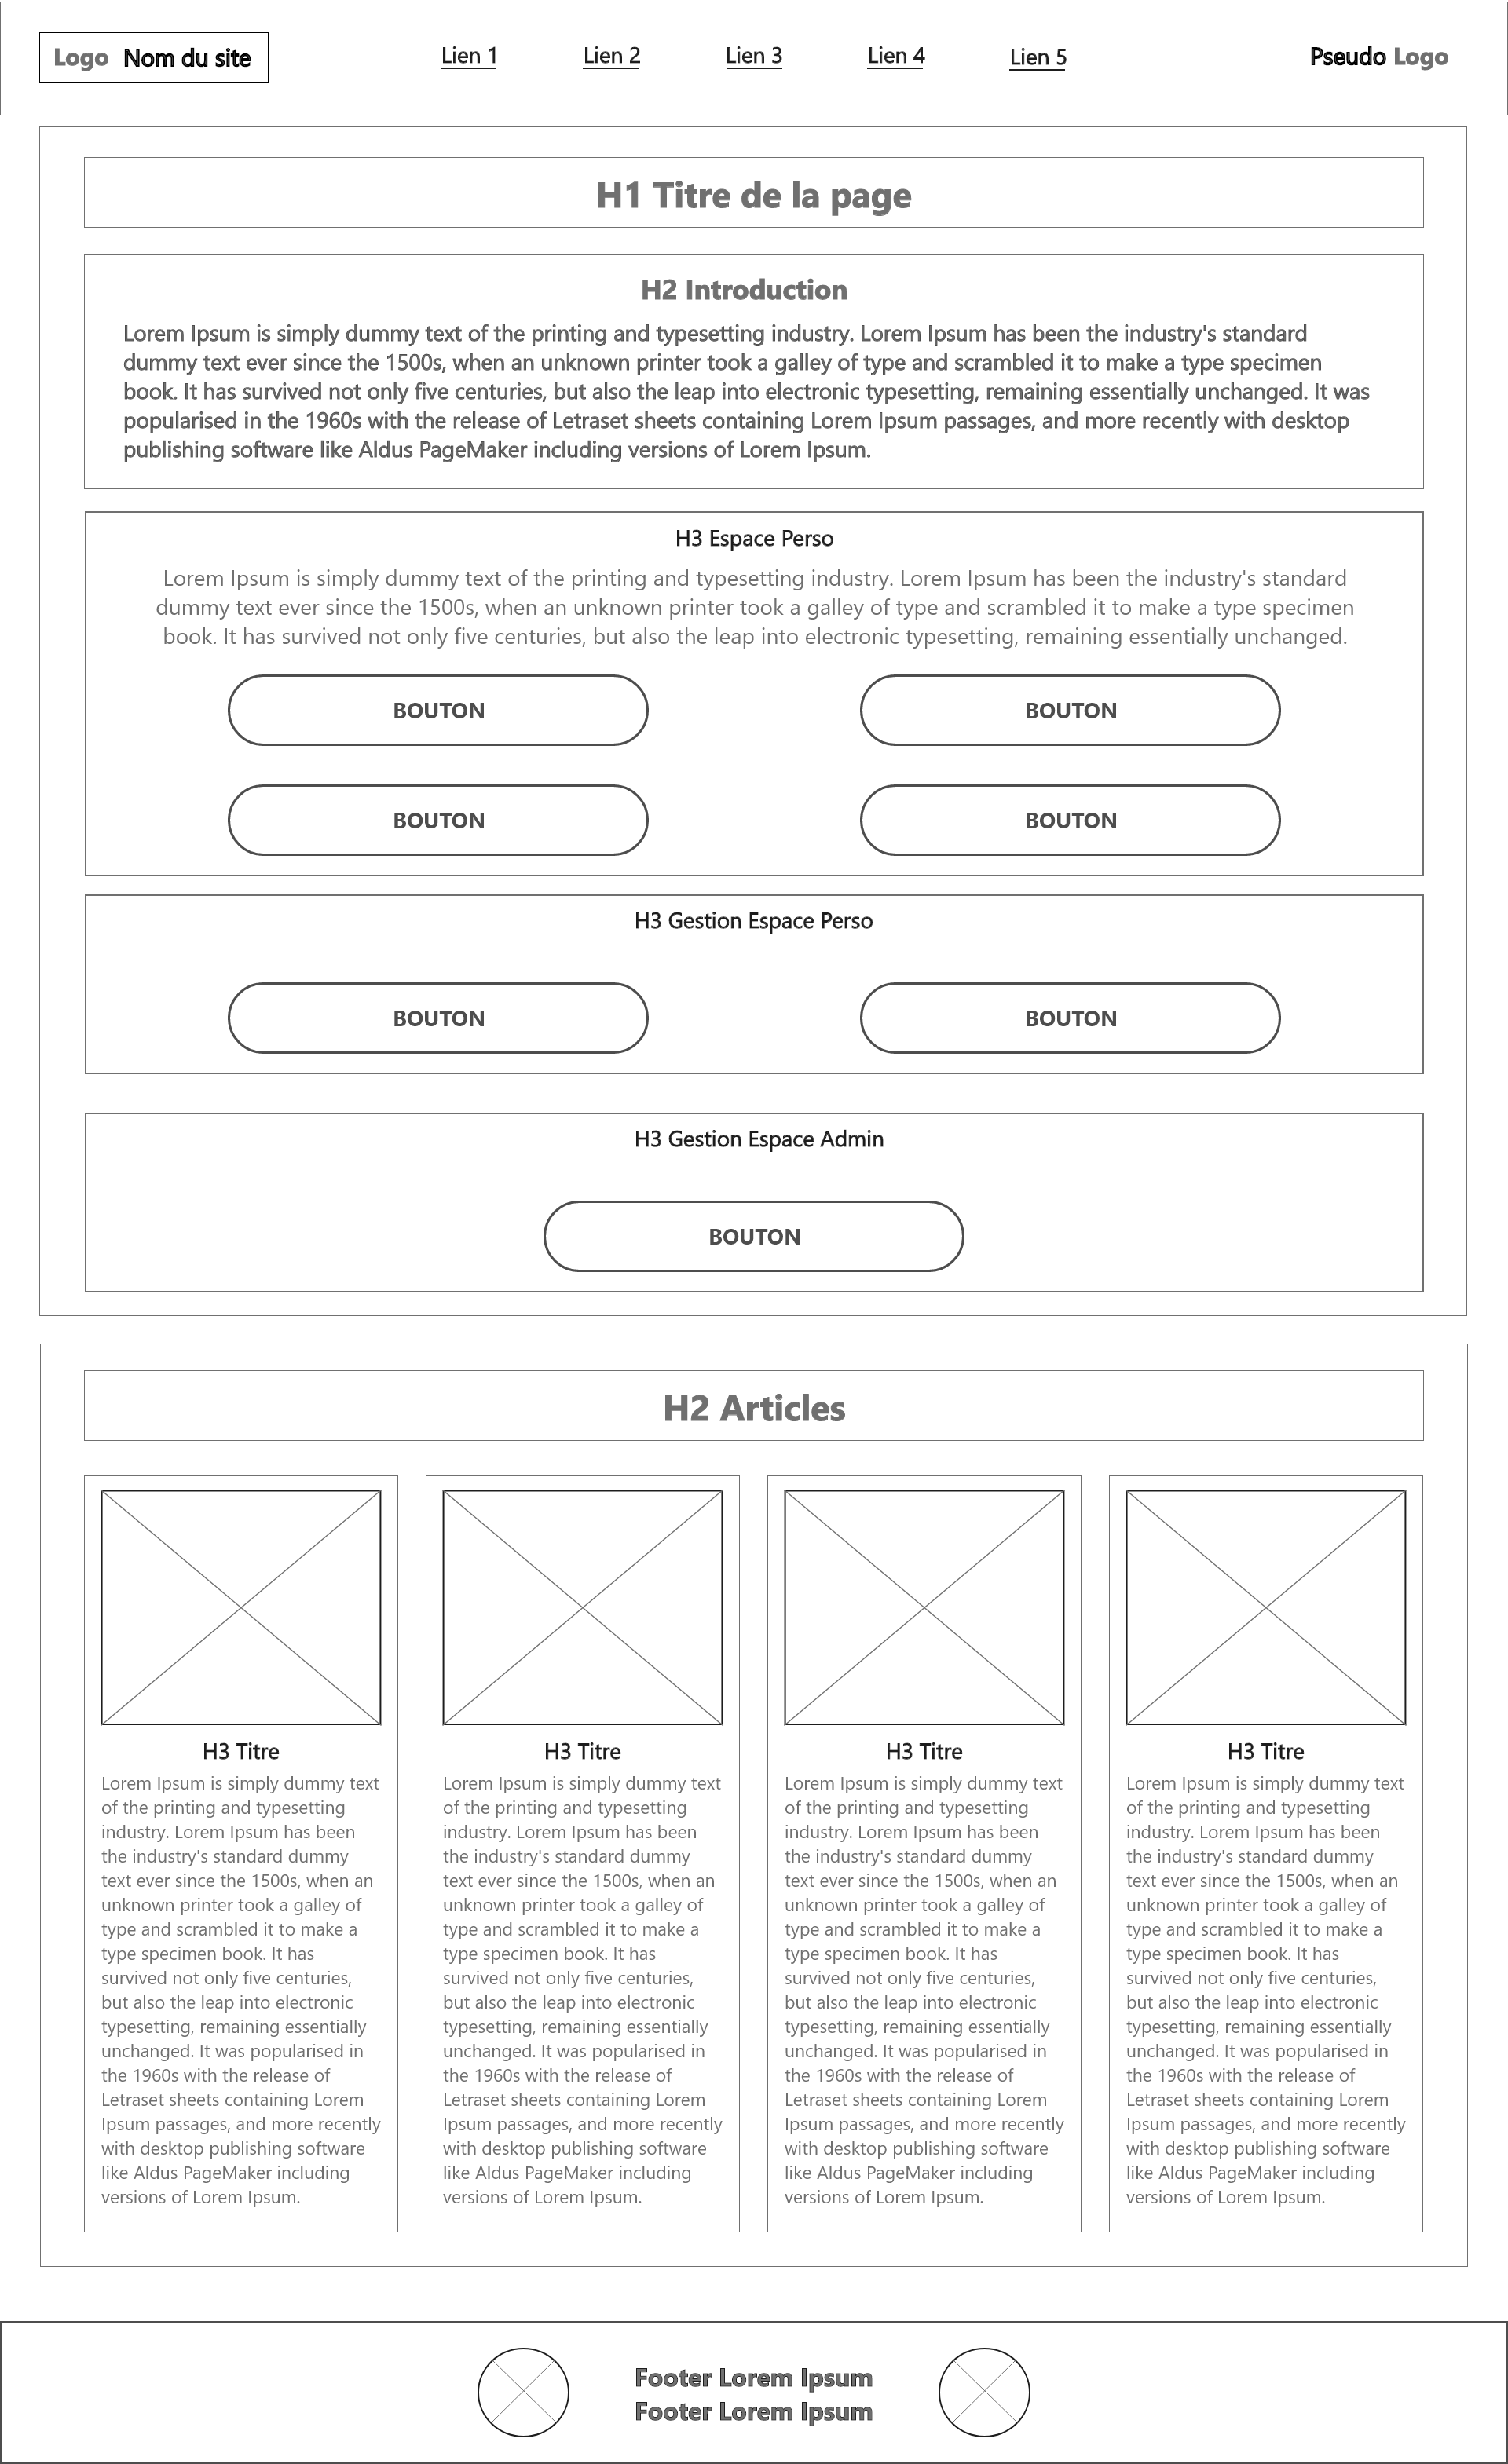 Logo Nom du site
Lien 1 Lien 2 Lien 3 Lien 4 Lien 5
Pseudo Logo
H1 Titre de la page
H2 Introduction
Lorem Ipsum is simply dummy text of the printing and typesetting industry. Lorem Ipsum has been the industry's standard
dummy text ever since the 1500s, when an unknown printer took a galley of type and scrambled it to make a type specimen
book. It has survived not only five centuries, but also the leap into electronic typesetting, remaining essentially unchanged. It was
popularised in the 1960s with the release of Letraset sheets containing Lorem Ipsum passages, and more recently with desktop
publishing software like Aldus PageMaker including versions of Lorem Ipsum.
H3 Espace Perso
Lorem Ipsum is simply dummy text of the printing and typesetting industry. Lorem Ipsum has been the industry's standard
dummy text ever since the 1500s, when an unknown printer took a galley of type and scrambled it to make a type specimen
book. It has survived not only five centuries, but also the leap into electronic typesetting, remaining essentially unchanged.
BOUTON
BOUTON
BOUTON
BOUTON
H3 Gestion Espace Perso
BOUTON
BOUTON
H3 Gestion Espace Admin
BOUTON
H2 Articles
H3 Titre
Lorem Ipsum is simply dummy text
of the printing and typesetting
industry. Lorem Ipsum has been
the industry's standard dummy
text ever since the 1500s, when an
unknown printer took a galley of
type and scrambled it to make a
type specimen book. It has
survived not only five centuries,
but also the leap into electronic
typesetting, remaining essentially
unchanged. It was popularised in
the 1960s with the release of
Letraset sheets containing Lorem
Ipsum passages, and more recently
with desktop publishing software
like Aldus PageMaker including
versions of Lorem Ipsum.
H3 Titre
Lorem Ipsum is simply dummy text
of the printing and typesetting
industry. Lorem Ipsum has been
the industry's standard dummy
text ever since the 1500s, when an
unknown printer took a galley of
type and scrambled it to make a
type specimen book. It has
survived not only five centuries,
but also the leap into electronic
typesetting, remaining essentially
unchanged. It was popularised in
the 1960s with the release of
Letraset sheets containing Lorem
Ipsum passages, and more recently
with desktop publishing software
like Aldus PageMaker including
versions of Lorem Ipsum.
H3 Titre
Lorem Ipsum is simply dummy text
of the printing and typesetting
industry. Lorem Ipsum has been
the industry's standard dummy
text ever since the 1500s, when an
unknown printer took a galley of
type and scrambled it to make a
type specimen book. It has
survived not only five centuries,
but also the leap into electronic
typesetting, remaining essentially
unchanged. It was popularised in
the 1960s with the release of
Letraset sheets containing Lorem
Ipsum passages, and more recently
with desktop publishing software
like Aldus PageMaker including
versions of Lorem Ipsum.
H3 Titre
Lorem Ipsum is simply dummy text
of the printing and typesetting
industry. Lorem Ipsum has been
the industry's standard dummy
text ever since the 1500s, when an
unknown printer took a galley of
type and scrambled it to make a
type specimen book. It has
survived not only five centuries,
but also the leap into electronic
typesetting, remaining essentially
unchanged. It was popularised in
the 1960s with the release of
Letraset sheets containing Lorem
Ipsum passages, and more recently
with desktop publishing software
like Aldus PageMaker including
versions of Lorem Ipsum.
Footer Lorem Ipsum
Footer Lorem Ipsum